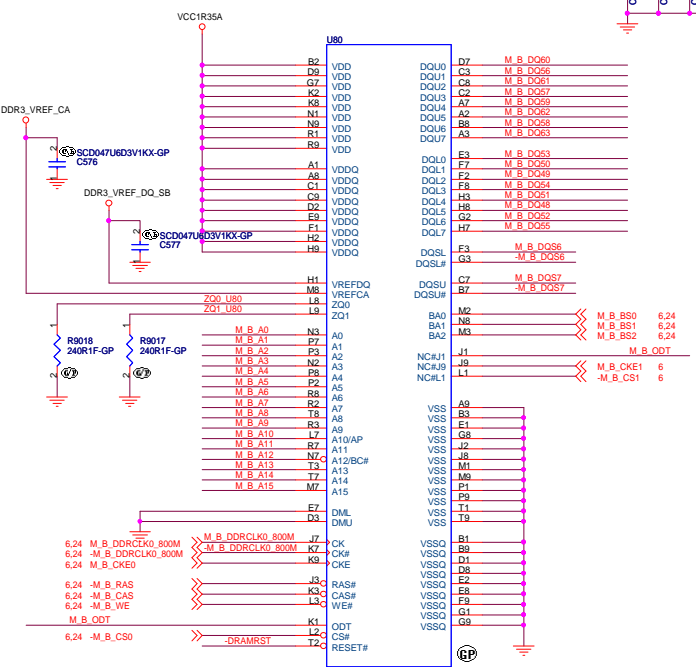 VCC1R35A
U80
DDR3_VREF_CA
SCD047U6D3V1KX-GP
C576
DDR3_VREF_DQ_SB
SCD047U6D3V1KX-GP
C577
B2 VDD
D9 VDD
G7 VDD
K2 VDD
K8 VDD
N1 VDD
N9 VDD
R1 VDD
R9 VDD
A1 VDDQ
A8 VDDQ
C1 VDDQ
C9 VDDQ
D2 VDDQ
E9 VDDQ
F1 VDDQ
H2 VDDQ
H9 VDDQ
H1 VREFDQ
M8 VREFCA
ZQ0_U80 L8 ZQ0
ZQ1_U80 L9 ZQ1
R9018
240R1F-GP
R9017
240R1F-GP
M_B_A0 N3 A0
M_B_A1 P7 A1
M_B_A2 P3 A2
M_B_A3 N2 A3
M_B_A4 P8 A4
M_B_A5 P2 A5
M_B_A6 R8 A6
M_B_A7 R2 A7
M_B_A8 T8 A8
M_B_A9 R3 A9
M_B_A10 L7 A10/AP
M_B_A11 R7 A11
M_B_A12 N7 A12/BC#
M_B_A13 T3 A13
M_B_A14 T7 A14
M_B_A15 M7 A15
E7 DML
D3 DMU
6,24 M_B_DDRCLK0_800M M_B_DDRCLK0_800M J7 CK
6,24 -M_B_DDRCLK0_800M -M_B_DDRCLK0_800M K7 CK#
6,24 M_B_CKE0 K9 CKE
6,24 -M_B_RAS J3 RAS#
6,24 -M_B_CAS K3 CAS#
6,24 -M_B_WE L3 WE#
M_B_ODT K1 ODT
6,24 -M_B_CS0 L2 CS#
-DRAMRST T2 RESET#
DQU0 D7 M_B_DQ60
DQU1 C3 M_B_DQ56
DQU2 C8 M_B_DQ61
DQU3 C2 M_B_DQ57
DQU4 A7 M_B_DQ59
DQU5 A2 M_B_DQ62
DQU6 B8 M_B_DQ58
DQU7 A3 M_B_DQ63
DQL0 E3 M_B_DQ53
DQL1 F7 M_B_DQ50
DQL2 F2 M_B_DQ49
DQL3 F8 M_B_DQ54
DQL4 H3 M_B_DQ51
DQL5 H8 M_B_DQ48
DQL6 G2 M_B_DQ52
DQL7 H7 M_B_DQ55
DQSL F3 M_B_DQS6
DQSL# G3 -M_B_DQS6
DQSU C7 M_B_DQS7
DQSU# B7 -M_B_DQS7
BA0 M2 M_B_BS0 6,24
BA1 N8 M_B_BS1 6,24
BA2 M3 M_B_BS2 6,24
NC#J1 J1 M_B_ODT
NC#J9 J9 M_B_CKE1 6
NC#L1 L1 -M_B_CS1 6
VSS A9
VSS B3
VSS E1
VSS G8
VSS J2
VSS J8
VSS M1
VSS M9
VSS P1
VSS P9
VSS T1
VSS T9
VSSQ B1
VSSQ B9
VSSQ D1
VSSQ D8
VSSQ E2
VSSQ E8
VSSQ F9
VSSQ G1
VSSQ G9
GP